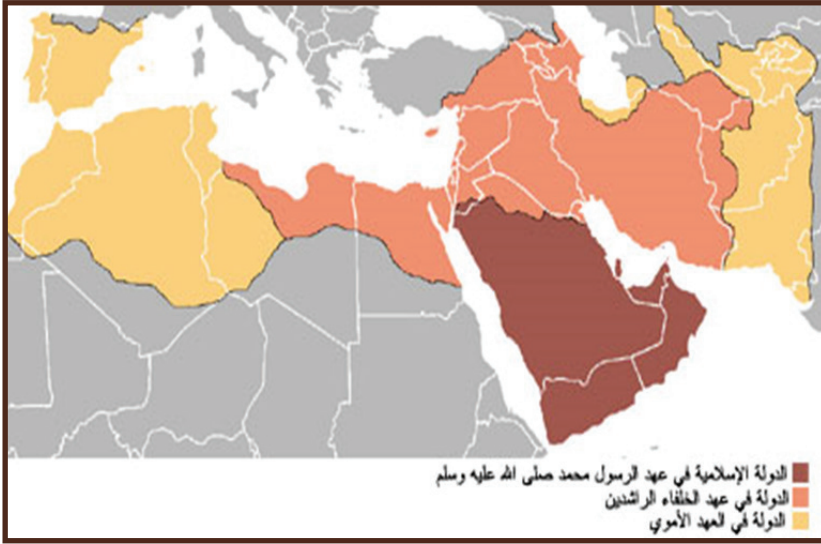 الدولة الإسلامية في عهد الرسول محمد صلى الله عليه وسلم
الدولة في عهد الخلفاء الراشدين
الدولة في العهد الأموي